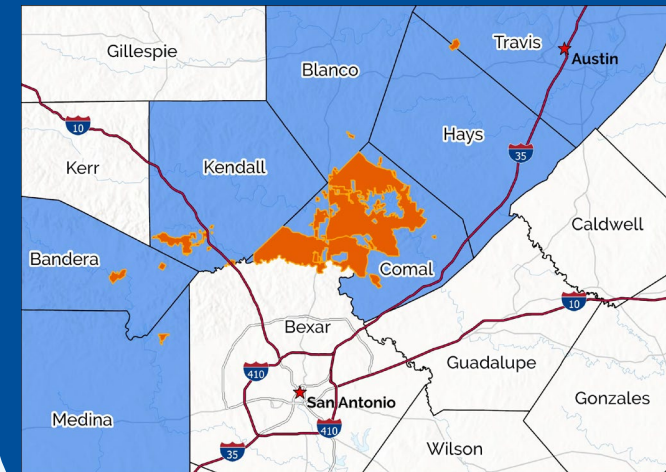 Gillespie
Travis
Austin
Blanco
10
Hays
35
Kerr
Kendall
Caldwell
Bandera
Comal
10
Bexar
Guadalupe
410
Gonzales
San Antonio
Medina
410
35
Wilson